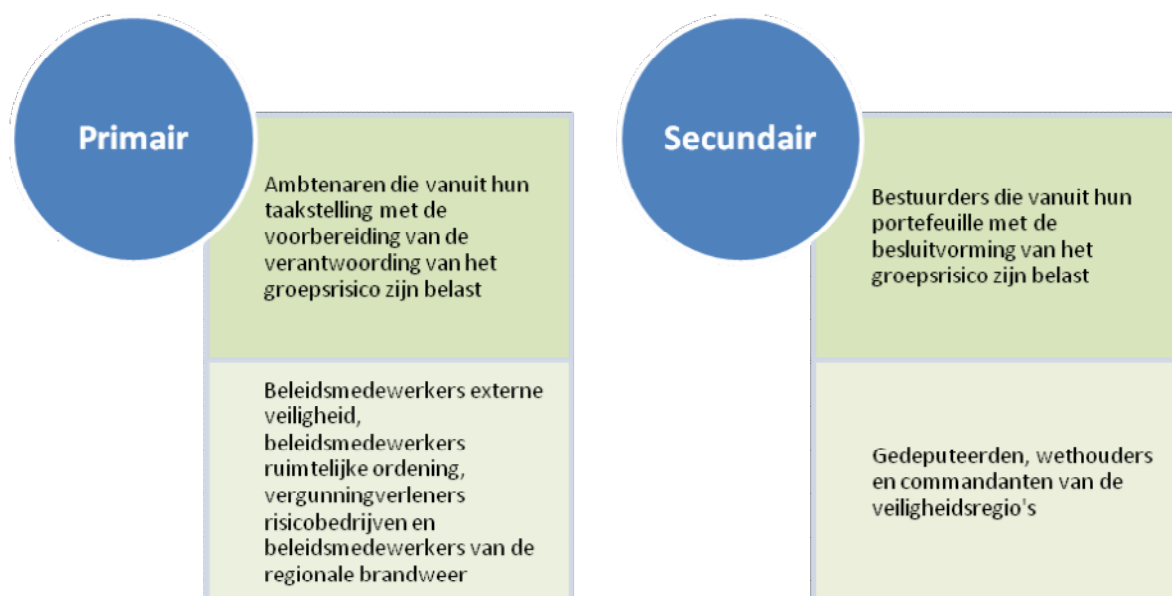 Primair
Ambtenaren die vanuit hun
taakstelling met de
voorbereiding van de
verantwoording van het
groepsrisico zijn belast
Beleidsmedewerkers externe
veiligheid,
beleidsmedewerkers
ruimtelijke ordening,
vergunningverleners
risicobedrijven en
beleidsmedewerkers van de
regionale brandweer
Secundair
Bestuurders die vanuit hun
portefeuille met de
besluitvorming van het
groepsrisico zijn belast
Gedeputeerden, wethouders
en commandanten van de
veiligheidsregio's